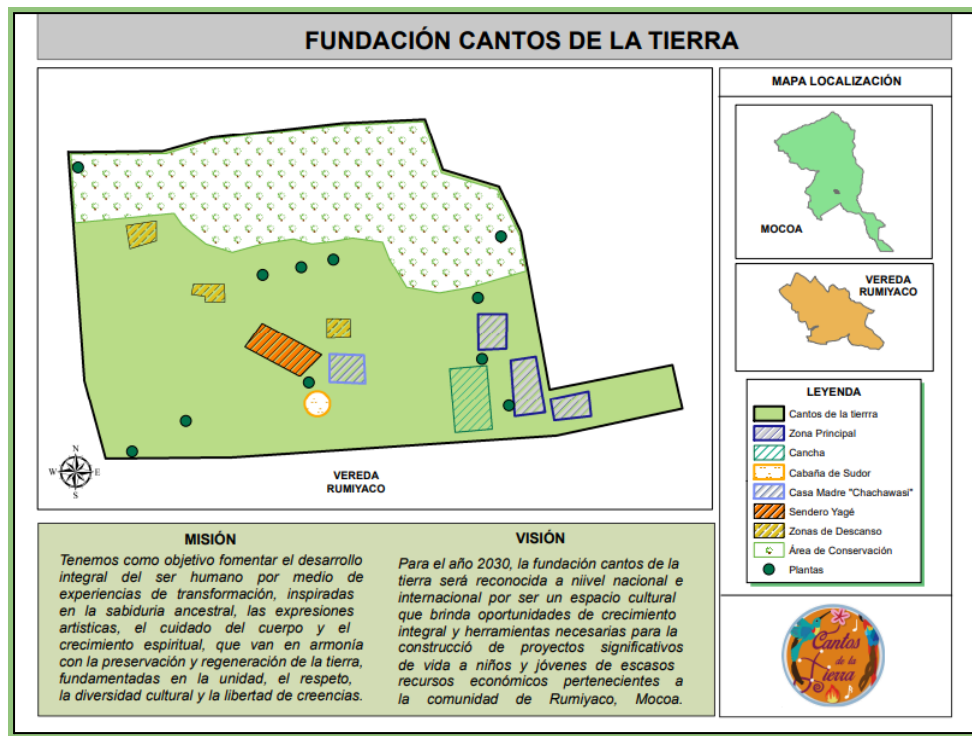 FUNDACIÓN CANTOS DE LA TIERRA
MAPA LOCALIZACIÓN
MOCOA
VEREDA
RUMIYACO
N
W
E
S
VEREDA
RUMIYACO
LEYENDA
Cantos de la tierrra
Zona Principal
Cancha
Cabaña de Sudor
Casa Madre "Chachawasi"
Sendero Yagé
Zonas de Descanso
Área de Conservación
Plantas
MISIÓN
Tenemos como objetivo fomentar el desarrollo
integral del ser humano por medio de
experiencias de transformación, inspiradas
en la sabiduria ancestral, las expresiones
artisticas, el cuidado del cuerpo y el
crecimiento espiritual, que van en armonía
con la preservación y regeneración de la tierra,
fundamentadas en la unidad, el respeto,
la diversidad cultural y la libertad de creencias.
VISIÓN
Para el año 2030, la fundación cantos de la
tierra será reconocida a niivel nacional e
internacional por ser un espacio cultural
que brinda oportunidades de crecimiento
integral y herramientas necesarias para la
construcció de proyectos significativos
de vida a niños y jóvenes de escasos
recursos económicos pertenecientes a
la comunidad de Rumiyaco, Mocoa.
Cantos
de la
Tierra